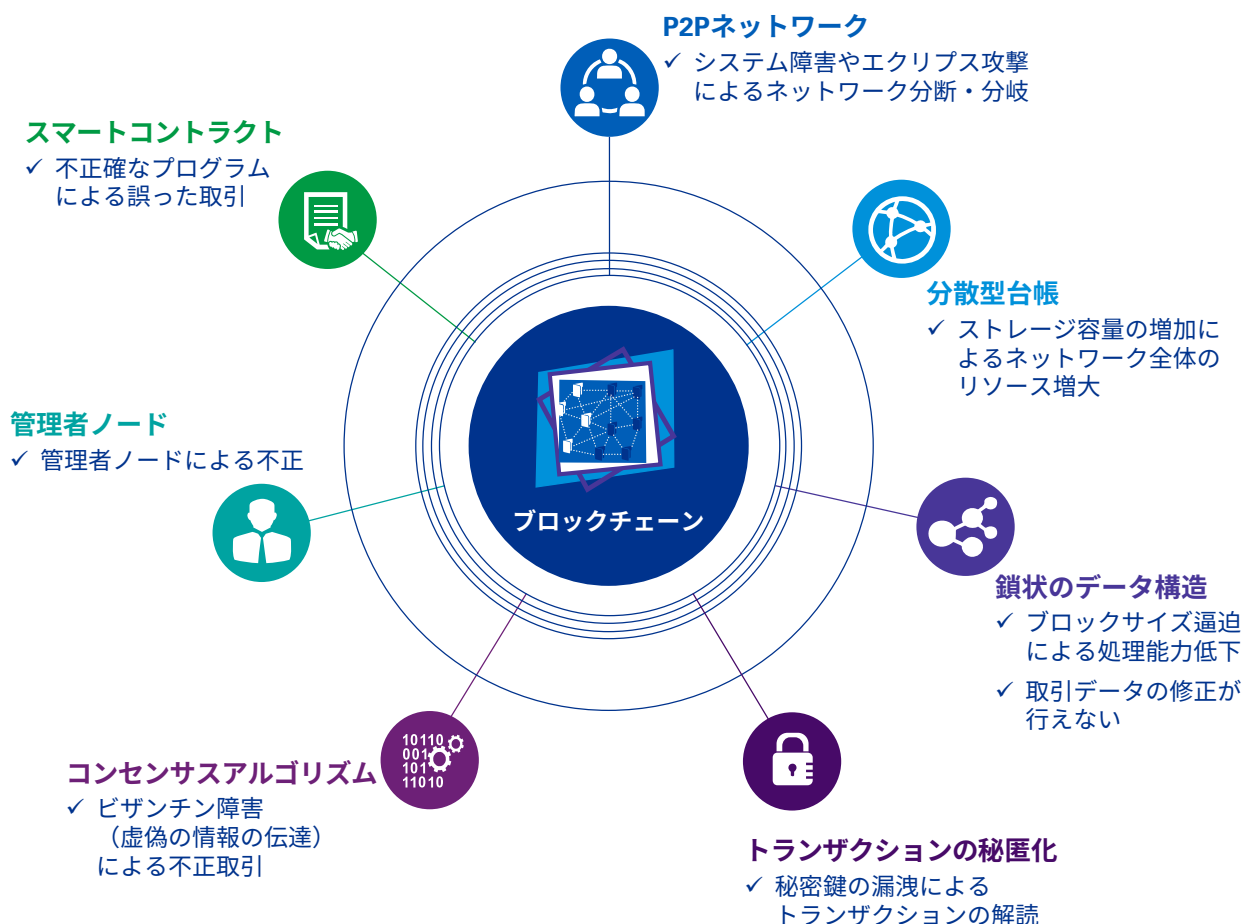 P2Pネットワーク
✓ システム障害やエクリプス攻撃
によるネットワーク分断・分岐
スマートコントラクト
✓ 不正確なプログラム
による誤った取引
分散型台帳
✓ ストレージ容量の増加に
よるネットワーク全体の
リソース増大
管理者ノード
✓ 管理者ノードによる不正
ブロックチェーン
鎖状のデータ構造
✓ ブロックサイズ逼迫
による処理能力低下
✓ 取引データの修正が
行えない
10110
001
101
11010
コンセンサスアルゴリズム
✓ ビザンチン障害
（虚偽の情報の伝達）
による不正取引
トランザクションの秘匿化
✓ 秘密鍵の漏洩による
トランザクションの解読